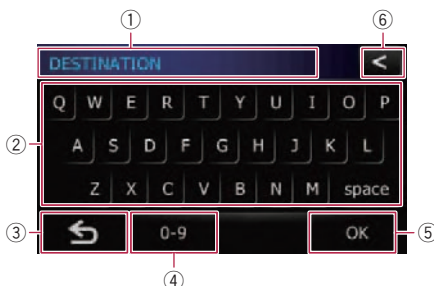 ① ⑥
DESTINATION <
② Q W E R T Y U I O P
A S D F G H J K L
Z X C V B N M space
③ 0-9 OK ⑤
④